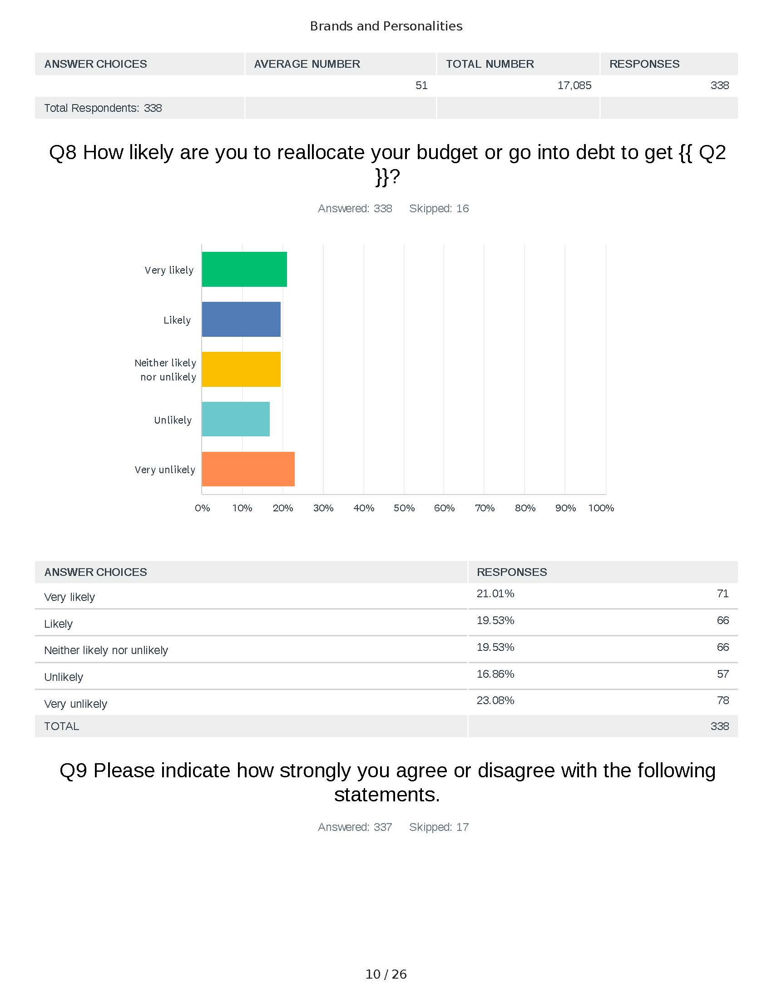 Brands and Personalities
ANSWER CHOICES AVERAGE NUMBER TOTAL NUMBER RESPONSES
51 17,085 338
Total Respondents: 338
Q8 How likely are you to reallocate your budget or go into debt to get {{ Q2
}}?
Answered: 338 Skipped: 16
Very likely
Likely
Neither likely
nor unlikely
Unlikely
Very unlikely
0% 10% 20% 30% 40% 50% 60% 70% 80% 90% 100%
ANSWER CHOICES RESPONSES
Very likely 21.01% 71
Likely 19.53% 66
Neither likely nor unlikely 19.53% 66
Unlikely 16.86% 57
Very unlikely 23.08% 78
TOTAL 338
Q9 Please indicate how strongly you agree or disagree with the following
statements.
Answered: 337 Skipped: 17
10 / 26